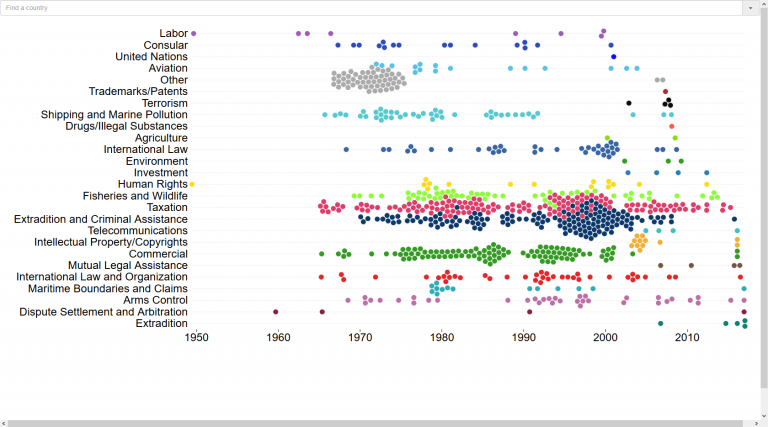 Find a country
Labor
Consular
United Nations
Aviation
Other
Trademarks/Patents
Terrorism
Shipping and Marine Pollution
Drugs/Illegal Substances
Agriculture
International Law
Environment
Investment
Human Rights
Fisheries and Wildlife
Taxation
Extradition and Criminal Assistance
Telecommunications
Intellectual Property/Copyrights
Commercial
Mutual Legal Assistance
International Law and Organization
Maritime Boundaries and Claims
Arms Control
Dispute Settlement and Arbitration
Extradition
1950 1960 1970 1980 1990 2000 2010